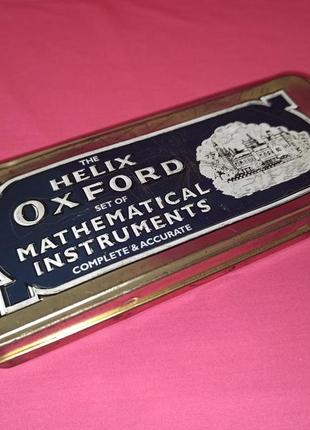 THE
HELIX
OXFORD
SET OF
MATHEMATICAL
INSTRUMENTS
COMPLETE & ACCURATE